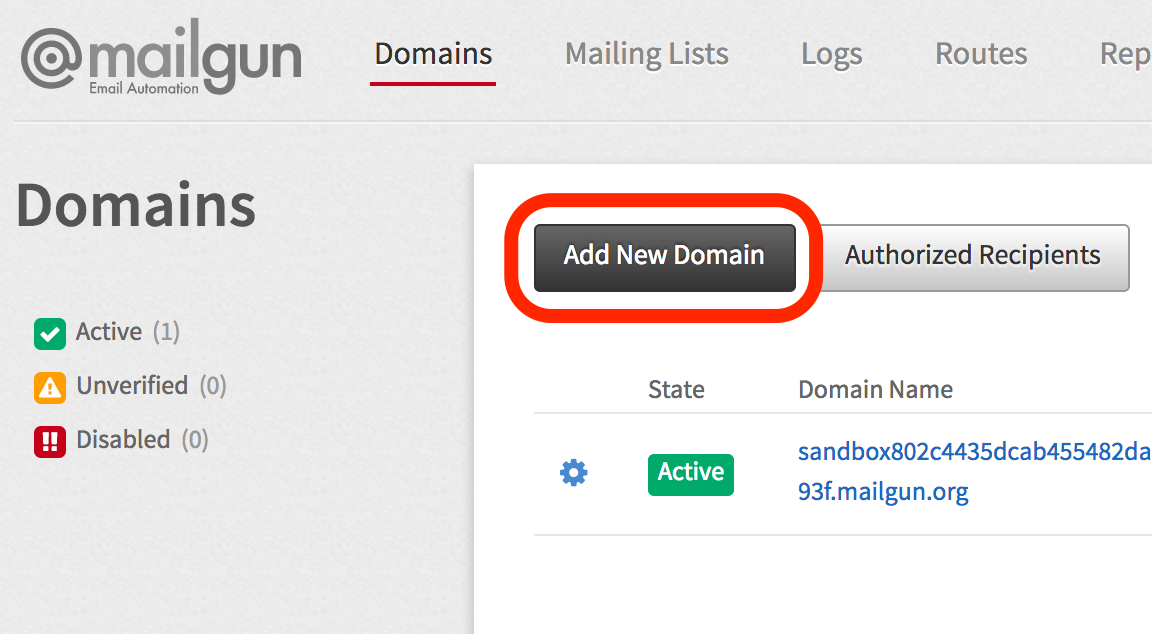 @mailgun
Email Automation
Domains Mailing Lists Logs Routes Rep
Domains
Add New Domain Authorized Recipients
Active (1)
Unverified (0)
Disabled (0)
State Domain Name
Active sandbox802c4435dcab455482da
93f.mailgun.org